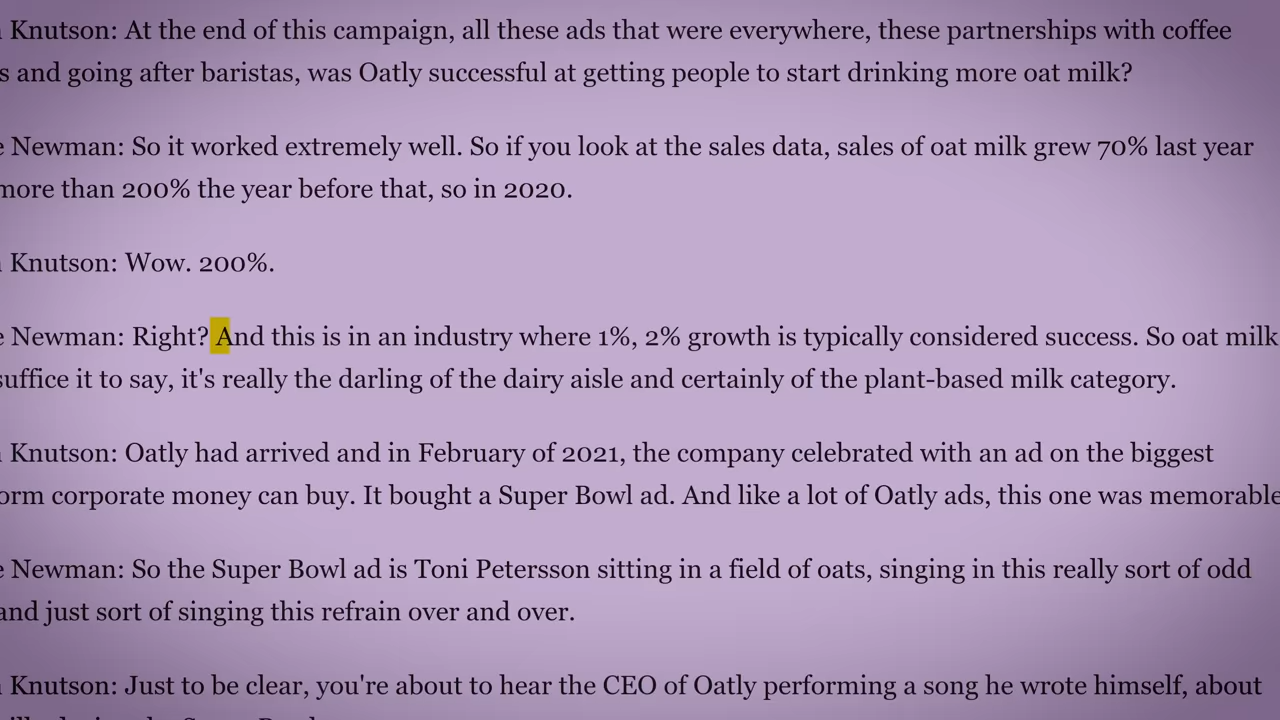 Knutson: At the end of this campaign, all these ads that were everywhere, these partnerships with coffee
s and going after baristas, was Oatly successful at getting people to start drinking more oat milk?
e Newman: So it worked extremely well. So if you look at the sales data, sales of oat milk grew 70% last year
more than 200% the year before that, so in 2020.
Knutson: Wow. 200%.
e Newman: Right? And this is in an industry where 1%, 2% growth is typically considered success. So oat milk
suffice it to say, it's really the darling of the dairy aisle and certainly of the plant-based milk category.
Knutson: Oatly had arrived and in February of 2021, the company celebrated with an ad on the biggest
orm corporate money can buy. It bought a Super Bowl ad. And like a lot of Oatly ads, this one was memorable
e Newman: So the Super Bowl ad is Toni Petersson sitting in a field of oats, singing in this really sort of odd
and just sort of singing this refrain over and over.
Knutson: Just to be clear, you're about to hear the CEO of Oatly performing a song he wrote himself, about